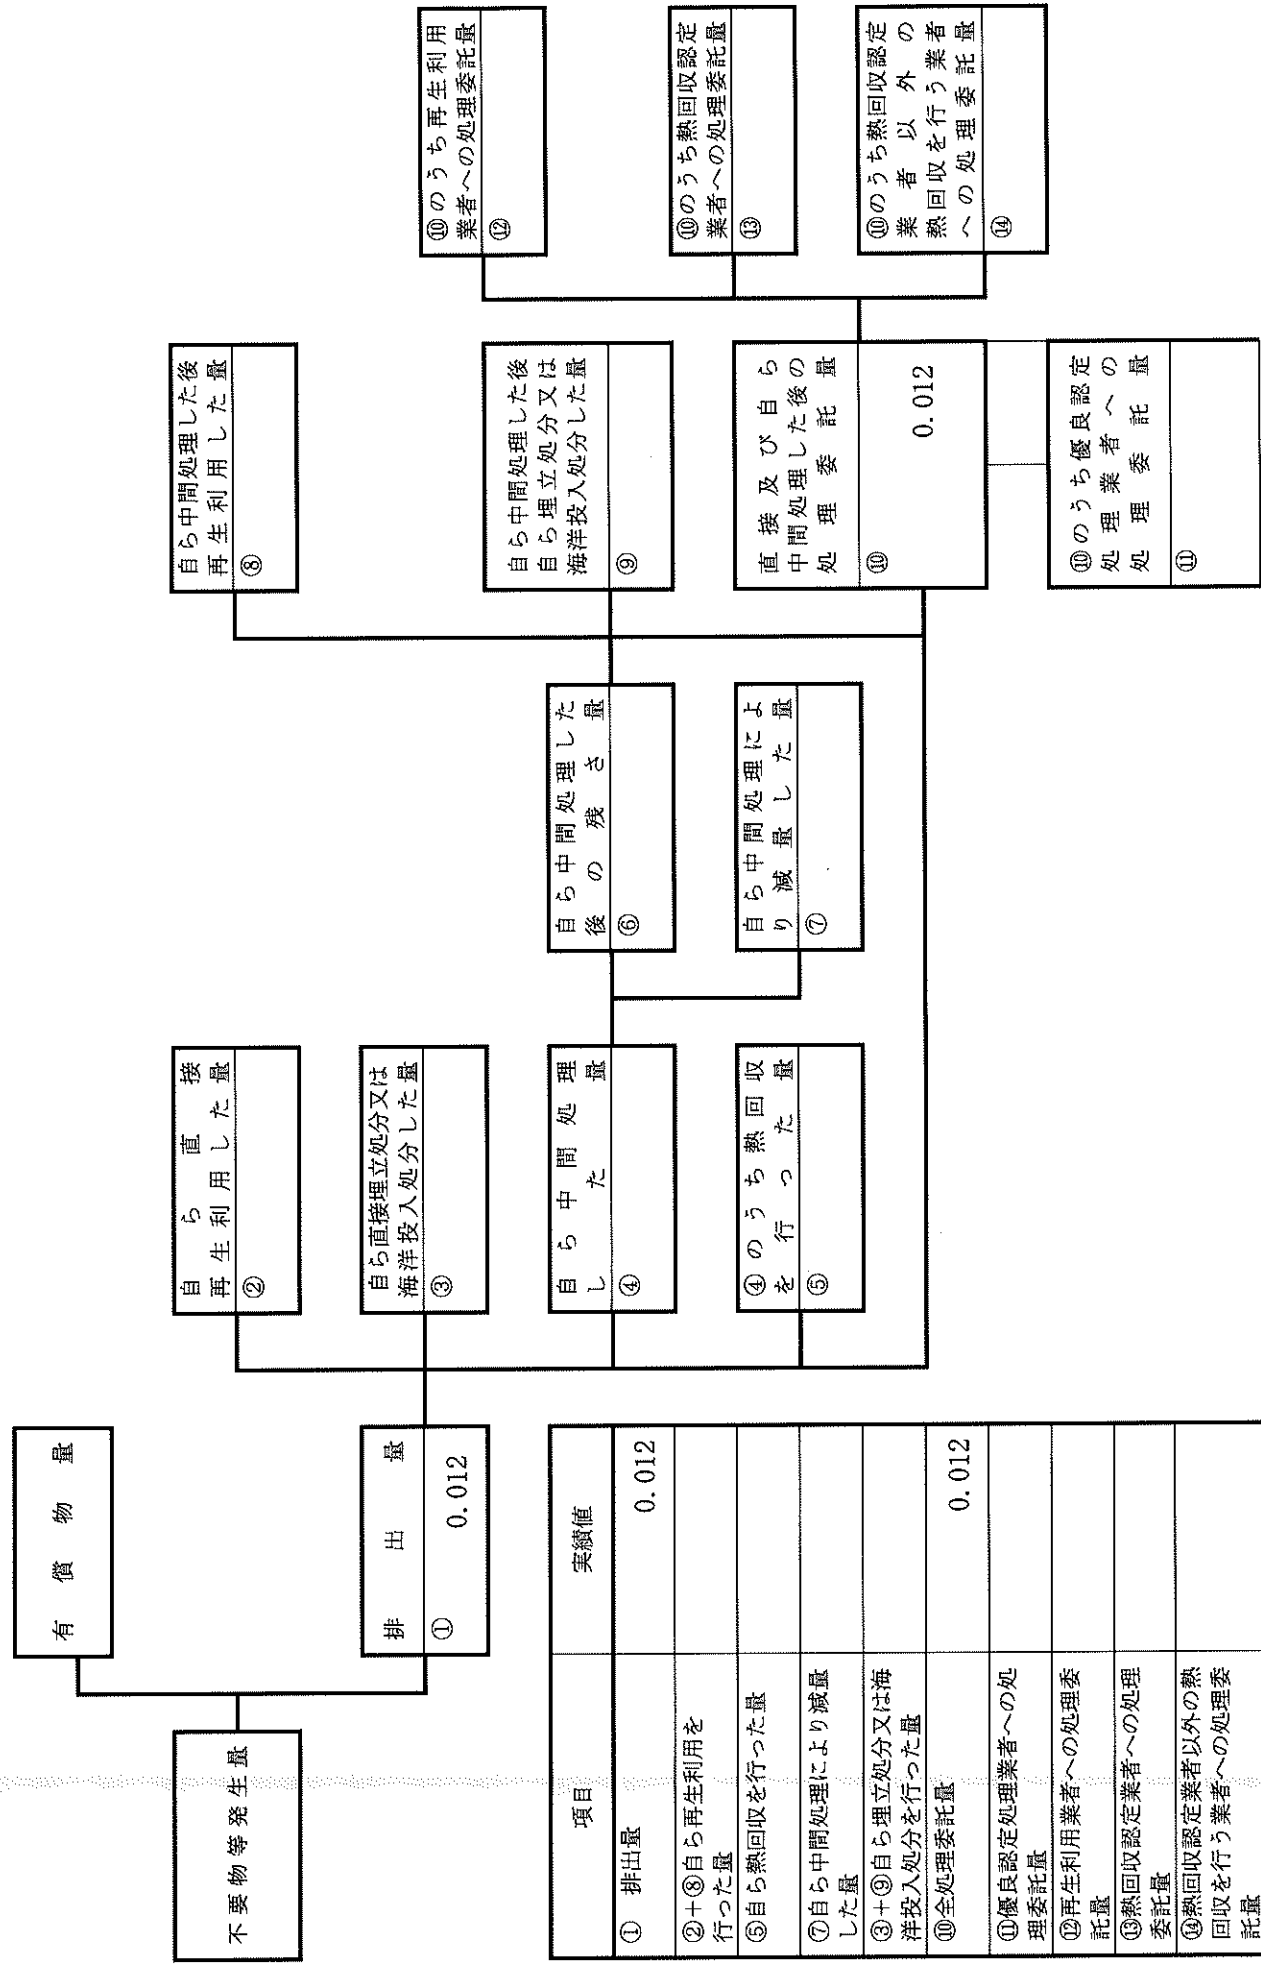 不要物等発生量
有償物量
排出量
① 0.012
自ら直接
再生利用した量
②
自ら直接埋立処分又は
海洋投入処分した量
③
自ら中間処理
した量
④
④のうち熱回収
を行った量
⑤
自ら中間処理した
後の残さ量
⑥
自ら中間処理によ
り減量した量
⑦
自ら中間処理した後
再生利用した量
⑧
自ら中間処理した後
自ら埋立処分又は
海洋投入処分した量
⑨
直接及び自ら
中間処理した後の
処理委託量
⑩ 0.012
⑩のうち優良認定
処理業者への
処理委託量
⑪
⑩のうち再生利用
業者への処理委託量
⑫
⑩のうち熱回収認定
業者への処理委託量
⑬
⑩のうち熱回収認定
業者以外の
熱回収を行う業者
への処理委託量
⑭
項目 実績値
① 排出量 0.012
②+⑧自ら再生利用を
行った量
⑤自ら熱回収を行った量
⑦自ら中間処理により減量
した量
③+⑨自ら埋立処分又は海
洋投入処分を行った量
⑩全処理委託量 0.012
⑪優良認定処理業者への処
理委託量
⑫再生利用業者への処理委
託量
⑬熱回収認定業者への処理
委託量
⑭熱回収認定業者以外の熱
回収を行う業者への処理委
託量